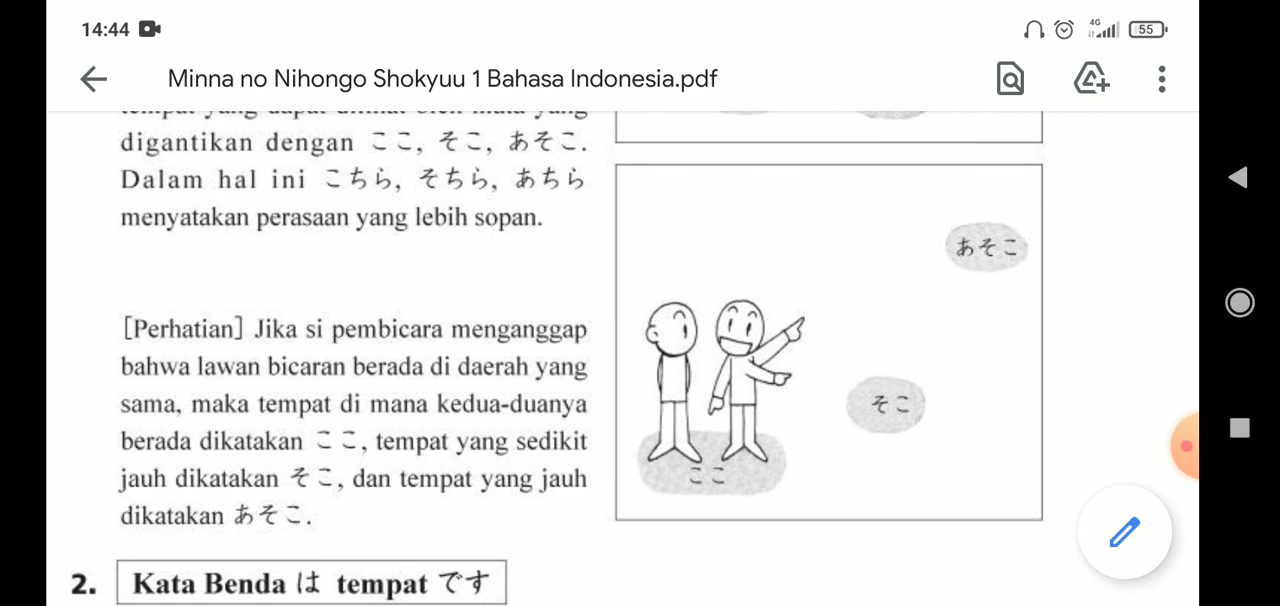 14:44
4G
55
Minna no Nihongo Shokyuu 1 Bahasa Indonesia.pdf
digantikan dengan ここ, そこ, あそこ.
Dalam hal ini こちら, そちら, あちら
menyatakan perasaan yang lebih sopan.
[Perhatian] Jika si pembicara menganggap
bahwa lawan bicaran berada di daerah yang
sama, maka tempat di mana kedua-duanya
berada dikatakan ここ, tempat yang sedikit
jauh dikatakan そこ, dan tempat yang jauh
dikatakan あそこ.
あそこ
そこ
ここ
2. Kata Benda は tempat です